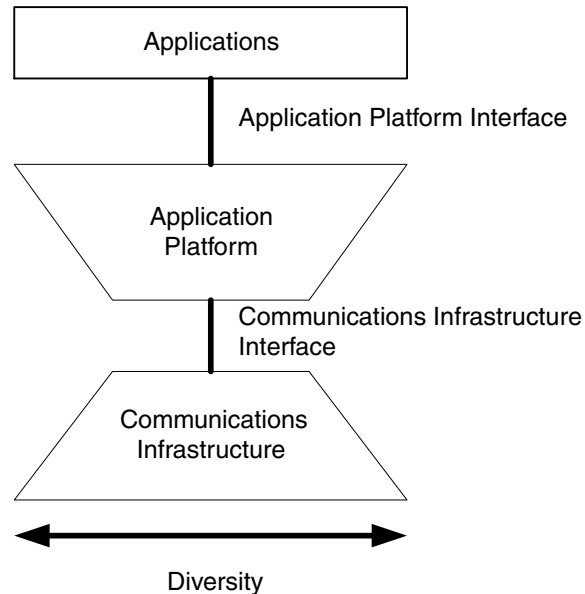 Applications
Application Platform Interface
Application
Platform
Communications Infrastructure
Interface
Communications
Infrastructure
Diversity